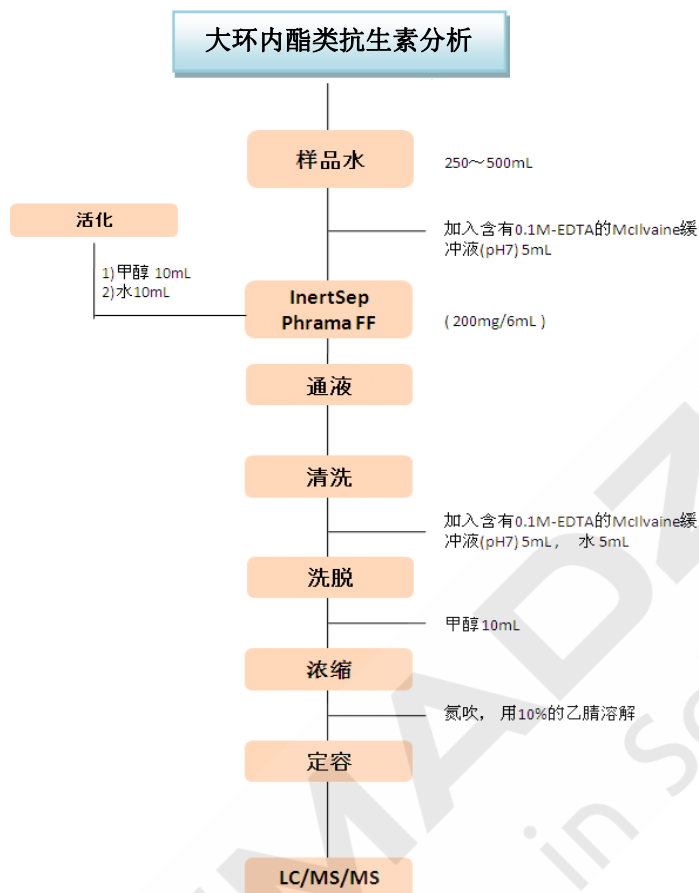 大环内酯类抗生素分析
样品水
250～500mL
加入含有0.1M-EDTA的McIlvaine缓
冲液(pH7) 5mL
活化
1)甲醇 10mL
2)水10mL
InertSep
Phrama FF
( 200mg/6mL )
通液
清洗
加入含有0.1M-EDTA的McIlvaine缓
冲液(pH7) 5mL， 水 5mL
洗脱
甲醇 10mL
浓缩
氮吹，用10%的乙腈溶解
定容
LC/MS/MS
MADZ
in S